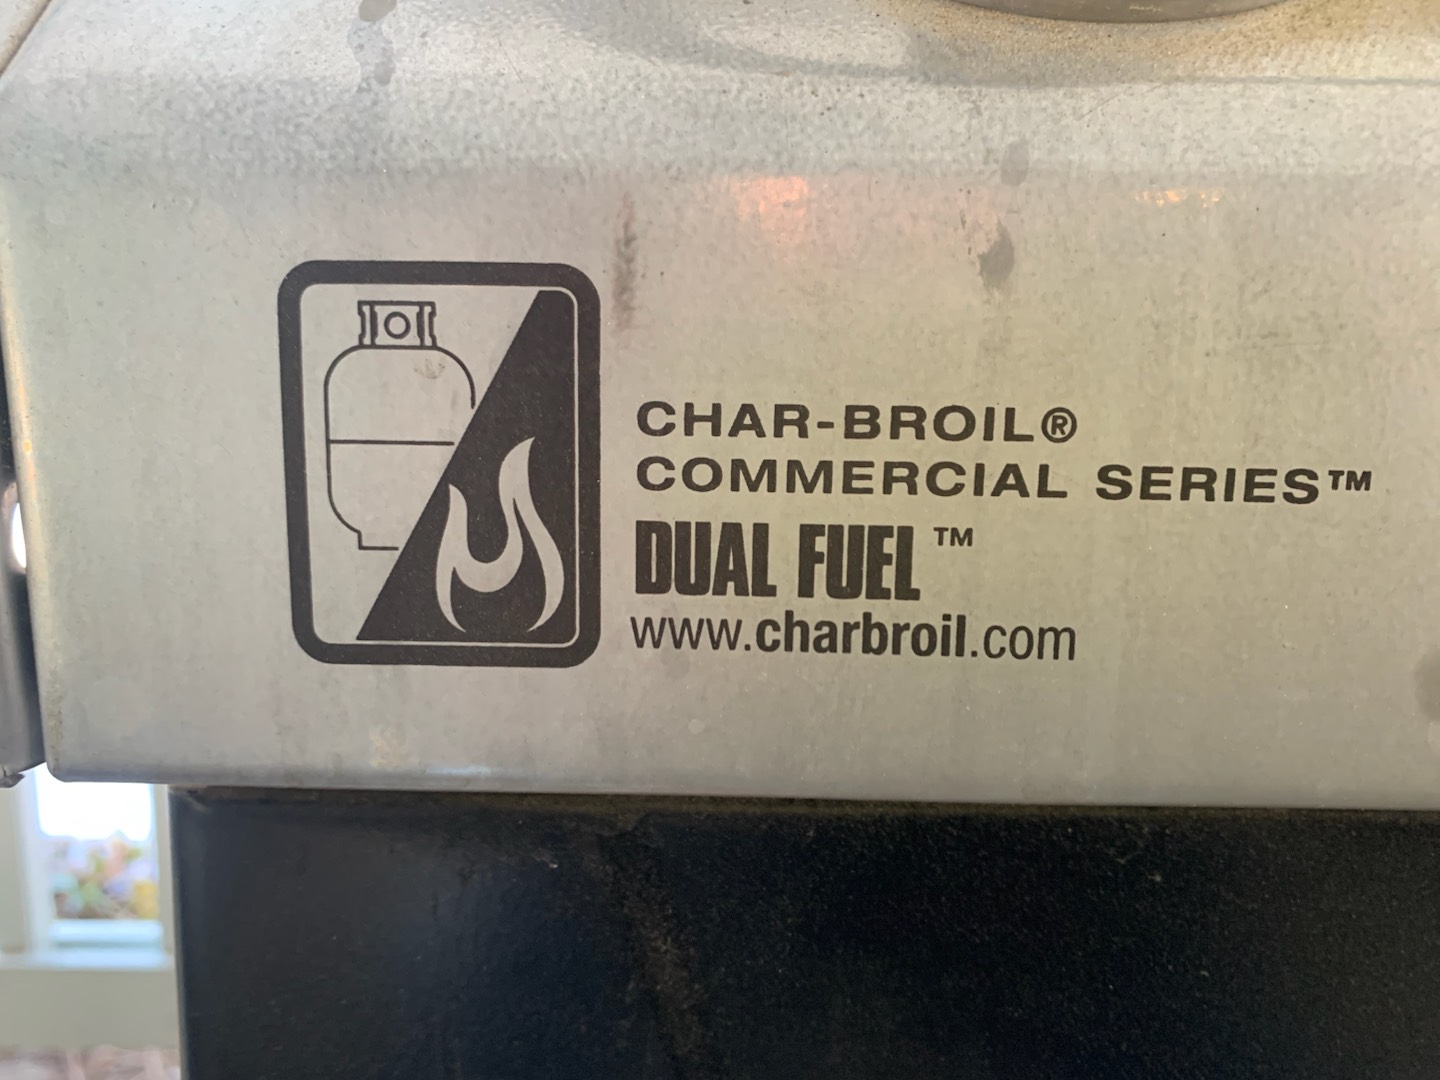 CHAR-BROIL®
COMMERCIAL SERIES™
DUAL FUEL™
www.charbroil.com